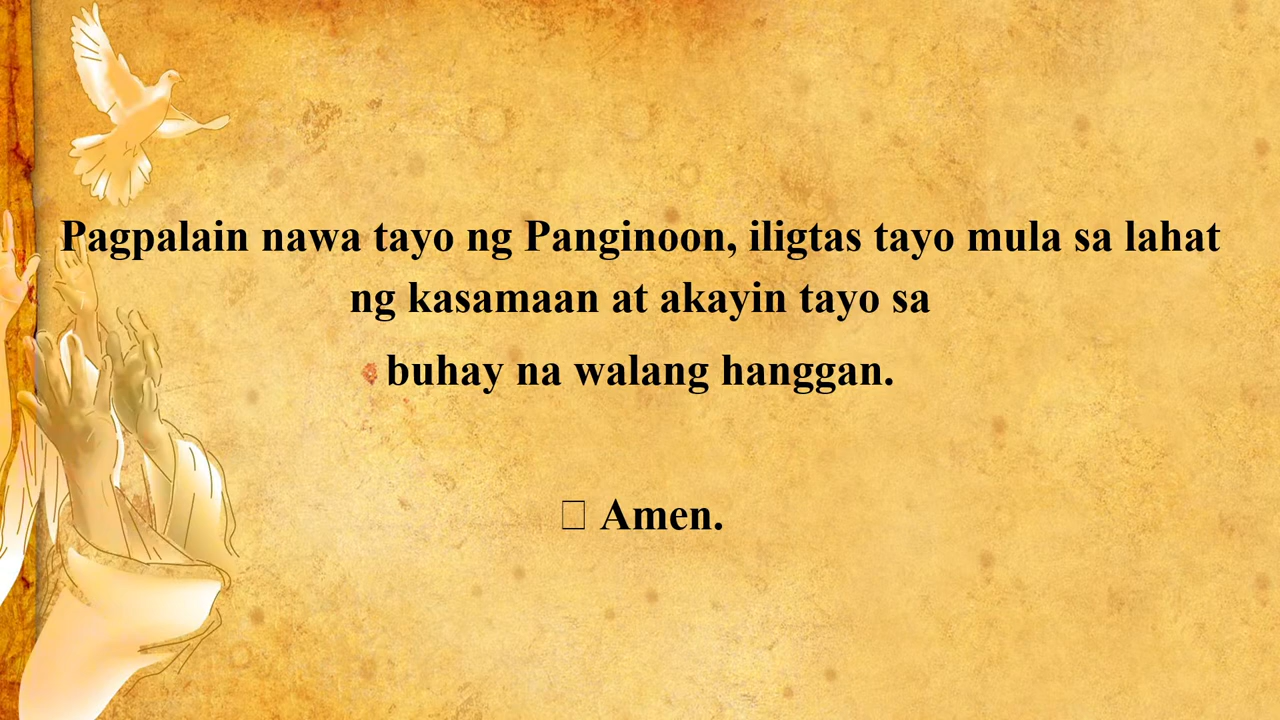 Pagpalain nawa tayo ng Panginoon, iligtas tayo mula sa lahat
ng kasamaan at akayin tayo sa
buhay na walang hanggan.
Amen.